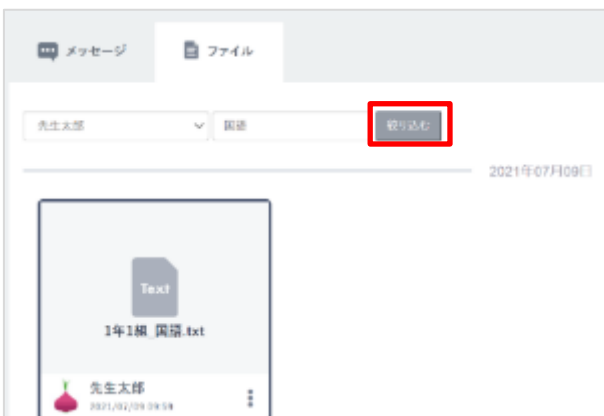 メッセージ ファイル
先生太郎 国語 絞り込む
2021年07月09日
Text
1年1組_国語.txt
先生太郎
2021/07/09 09:59